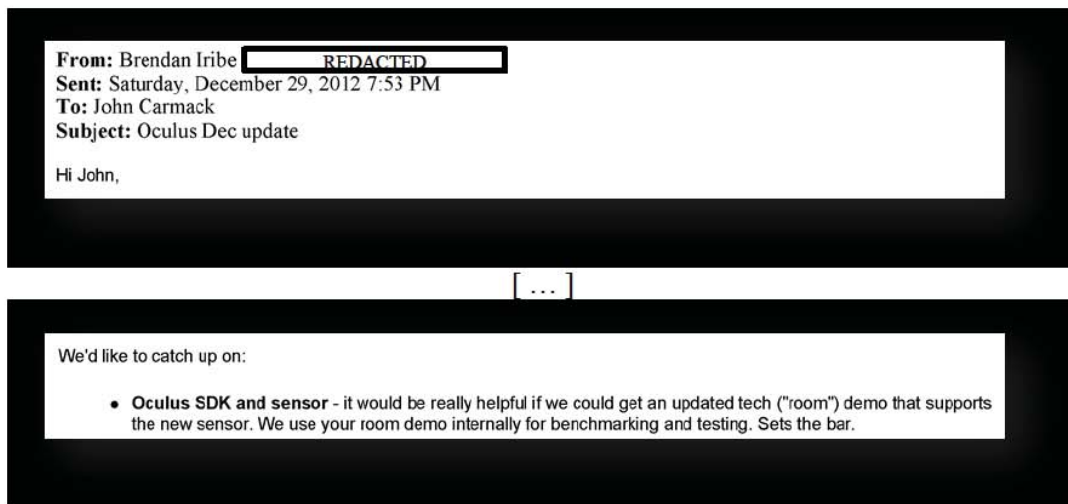 From: Brendan Iribe REDACTED
Sent: Saturday, December 29, 2012 7:53 PM
To: John Carmack
Subject: Oculus Dec update
Hi John,
[ ... ]
We'd like to catch up on:
• Oculus SDK and sensor - it would be really helpful if we could get an updated tech ("room") demo that supports
the new sensor. We use your room demo internally for benchmarking and testing. Sets the bar.